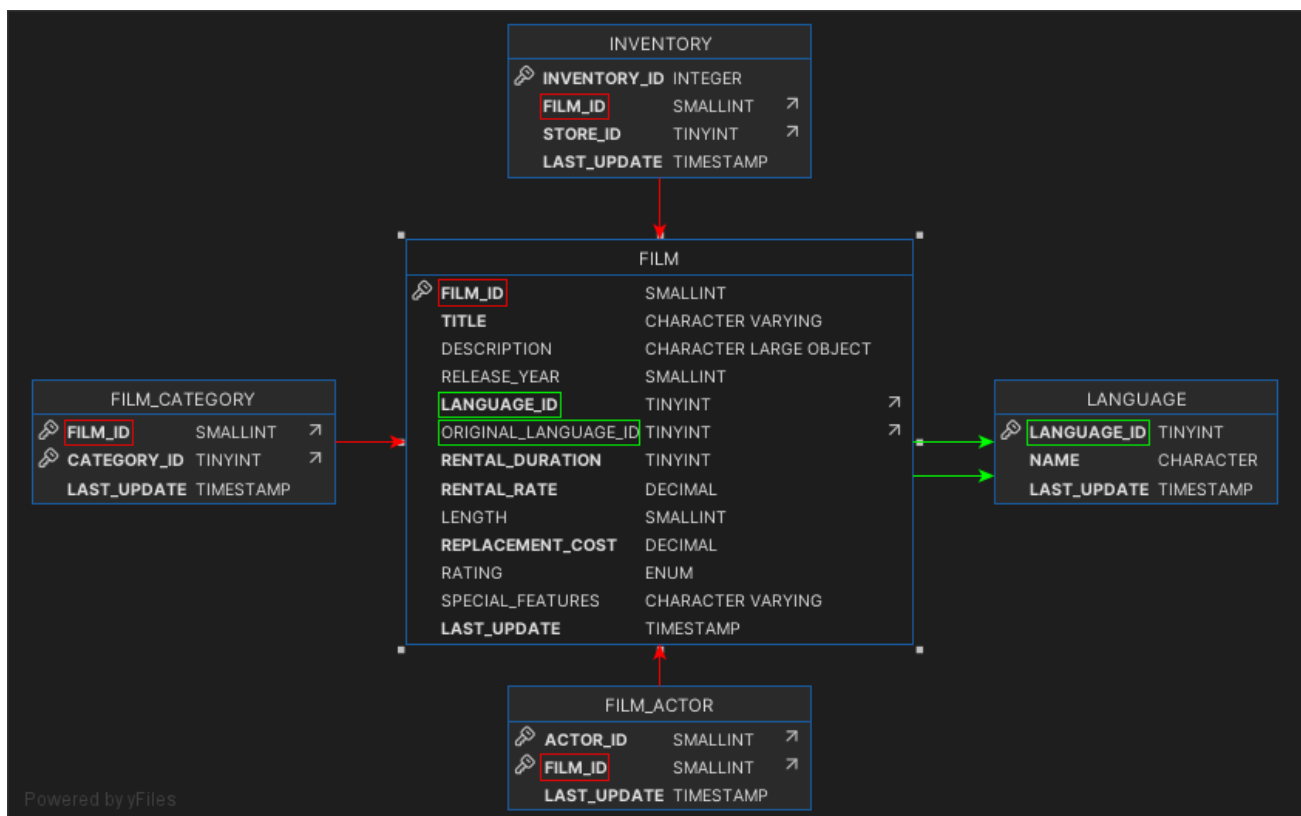 INVENTORY
INVENTORY_ID INTEGER
FILM_ID SMALLINT
STORE_ID TINYINT
LAST_UPDATE TIMESTAMP
FILM
FILM_ID SMALLINT
TITLE CHARACTER VARYING
DESCRIPTION CHARACTER LARGE OBJECT
RELEASE_YEAR SMALLINT
LANGUAGE_ID TINYINT
ORIGINAL_LANGUAGE_ID TINYINT
RENTAL_DURATION TINYINT
RENTAL_RATE DECIMAL
LENGTH SMALLINT
REPLACEMENT_COST DECIMAL
RATING ENUM
SPECIAL_FEATURES CHARACTER VARYING
LAST_UPDATE TIMESTAMP
FILM_CATEGORY
FILM_ID SMALLINT
CATEGORY_ID TINYINT
LAST_UPDATE TIMESTAMP
LANGUAGE
LANGUAGE_ID TINYINT
NAME CHARACTER
LAST_UPDATE TIMESTAMP
FILM_ACTOR
ACTOR_ID SMALLINT
FILM_ID SMALLINT
LAST_UPDATE TIMESTAMP
Powered by yFiles